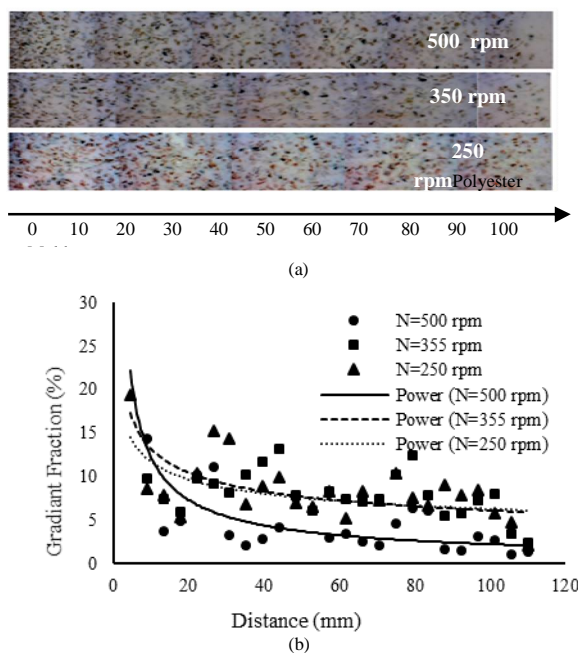 500 rpm
350 rpm
250
rpmPolyester
0 10 20 30 40 50 60 70 80 90 100
(a)
30
25
20
15
10
5
0
0 20 40 60 80 100 120
Gradiant Fraction (%)
Distance (mm)
N=500 rpm
N=355 rpm
N=250 rpm
Power (N=500 rpm)
Power (N=355 rpm)
Power (N=250 rpm)
(b)